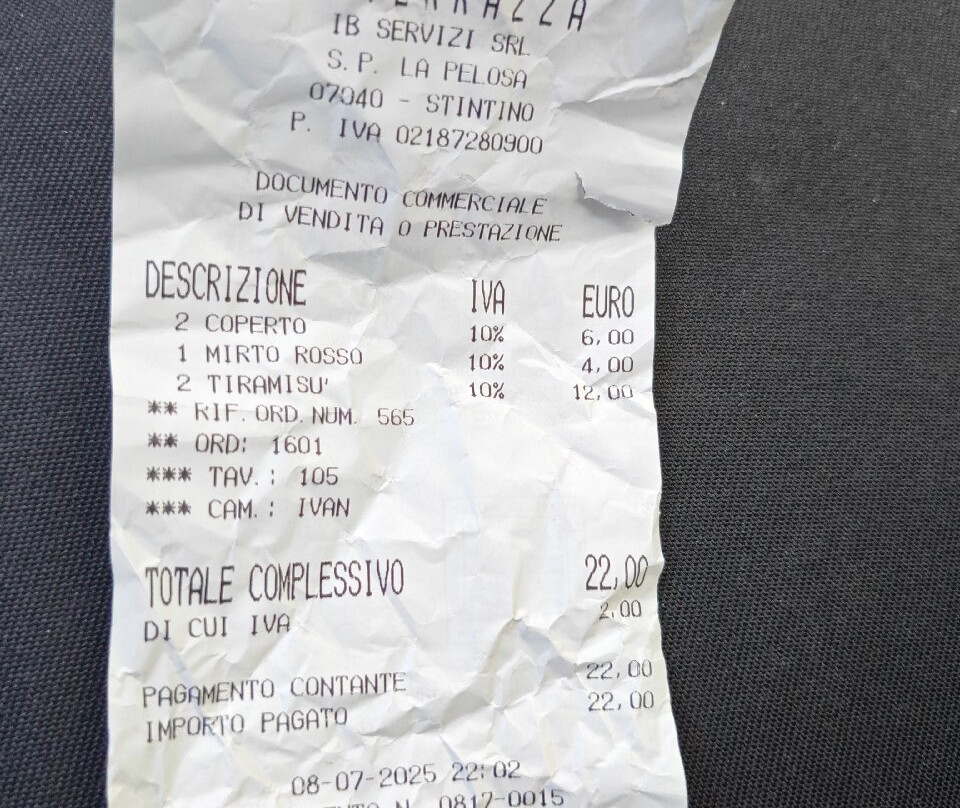 IB SERVIZI SRL
S.P. LA PELOSA
07040 - STINTINO
P. IVA 02187280900
DOCUMENTO COMMERCIALE
DI VENDITA O PRESTAZIONE
DESCRIZIONE IVA EURO
2 COPERTO 10% 6,00
1 MIRTO ROSSO 10% 4,00
2 TIRAMISU' 10% 12,00
** RIF.ORD.NUM. 565
** ORD: 1601
*** TAV.: 105
*** CAM.: IVAN
TOTALE COMPLESSIVO 22,00
DI CUI IVA 2,00
PAGAMENTO CONTANTE 22,00
IMPORTO PAGATO 22,00
08-07-2025 22:02
N. 0817-0015